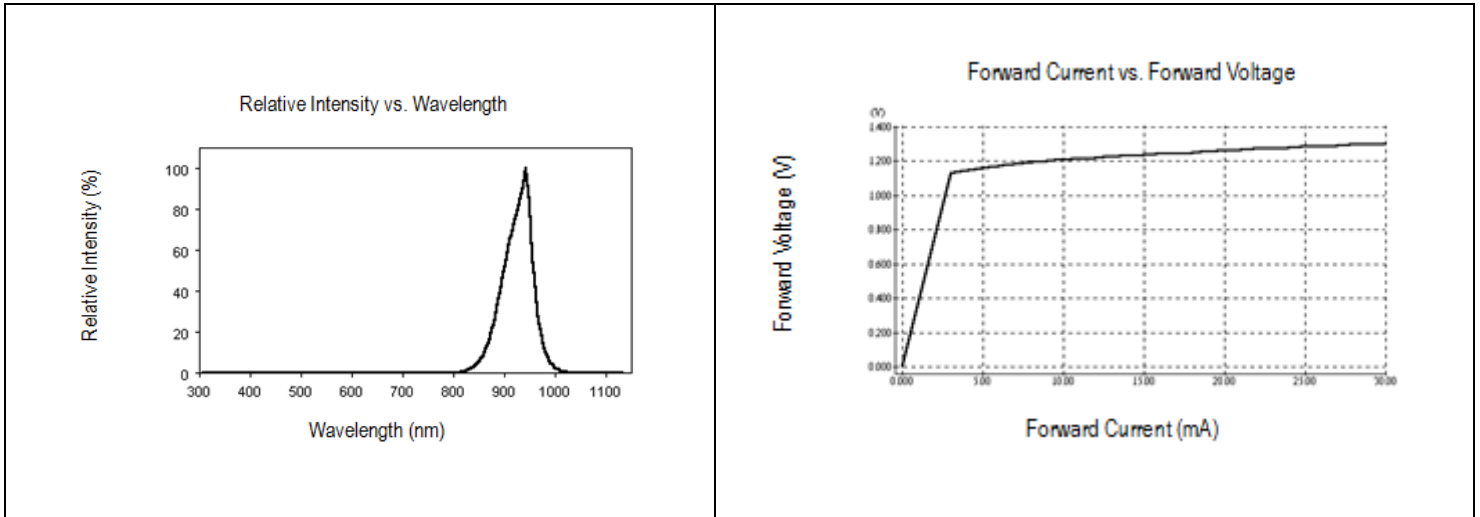 Relative Intensity vs. Wavelength
Relative Intensity (%)
100
80
60
40
20
0
300 400 500 600 700 800 900 1000 1100
Wavelength (nm)
Forward Current vs. Forward Voltage
(V)
Forward Voltage (V)
1.400
1.200
1.000
0.800
0.600
0.400
0.200
0.000
0.000 5.00 10.00 15.00 20.00 25.00 30.00
Forward Current (mA)